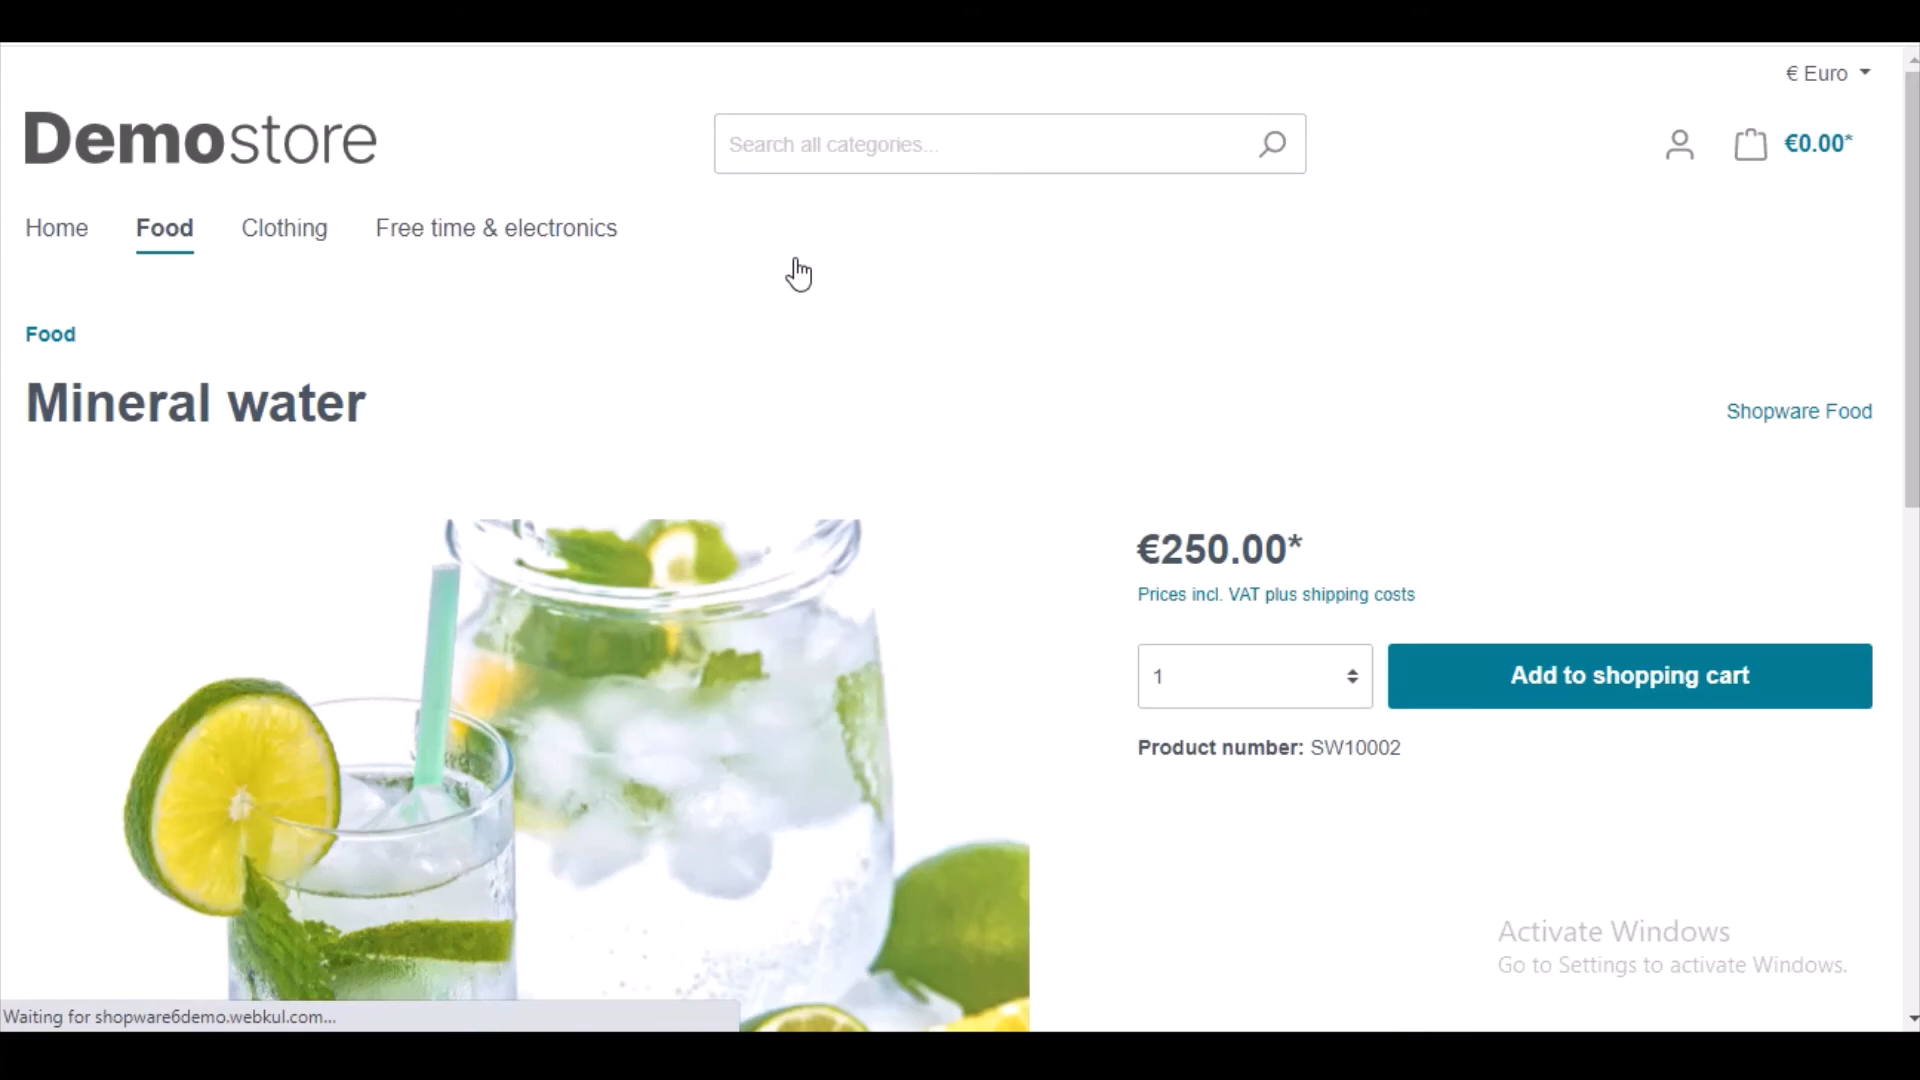 € Euro
Demostore
Search all categories...
€0.00*
Home Food Clothing Free time & electronics
Food
Mineral water
Shopware Food
€250.00*
Prices incl. VAT plus shipping costs
1
Add to shopping cart
Product number: SW10002
Activate Windows
Go to Settings to activate Windows.
Waiting for shopware6demo.webkul.com...